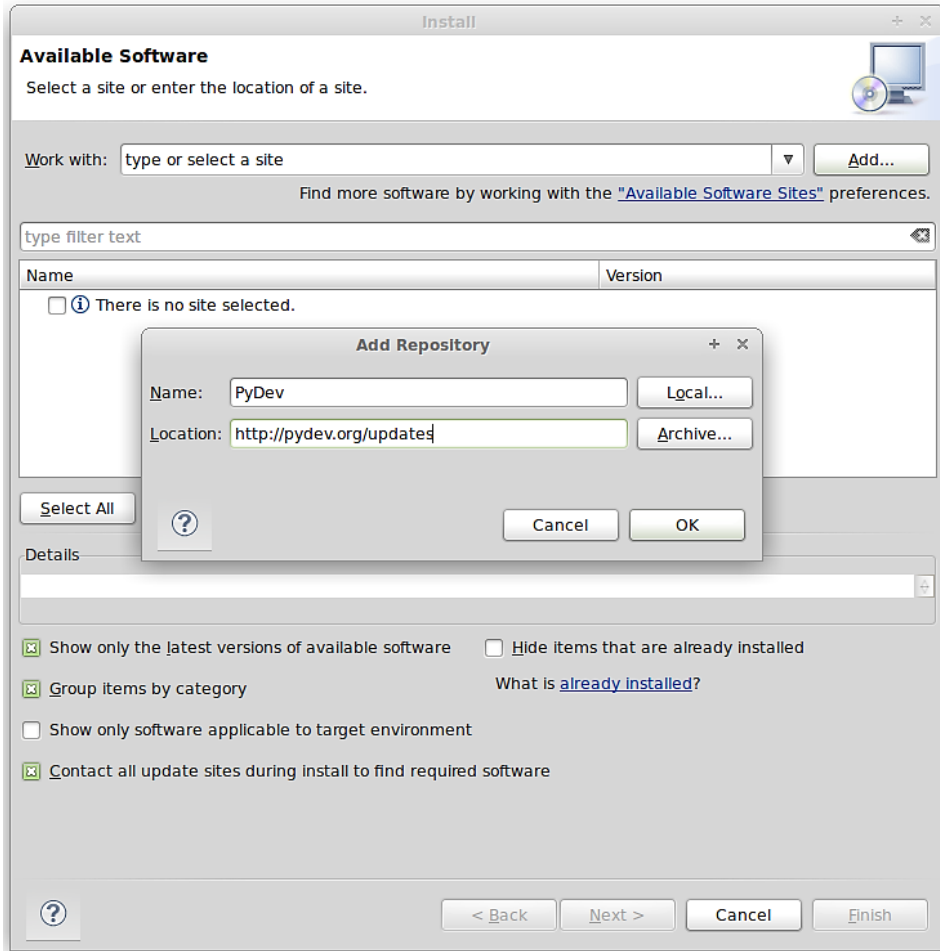 Install
Available Software
Select a site or enter the location of a site.
Work with: type or select a site Add...
Find more software by working with the "Available Software Sites" preferences.
type filter text
Name Version
There is no site selected.
Add Repository
Name: PyDev Local...
Location: http://pydev.org/updates Archive...
Select All
Cancel OK
Details
Show only the latest versions of available software Hide items that are already installed
Group items by category What is already installed?
Show only software applicable to target environment
Contact all update sites during install to find required software
< Back Next > Cancel Finish